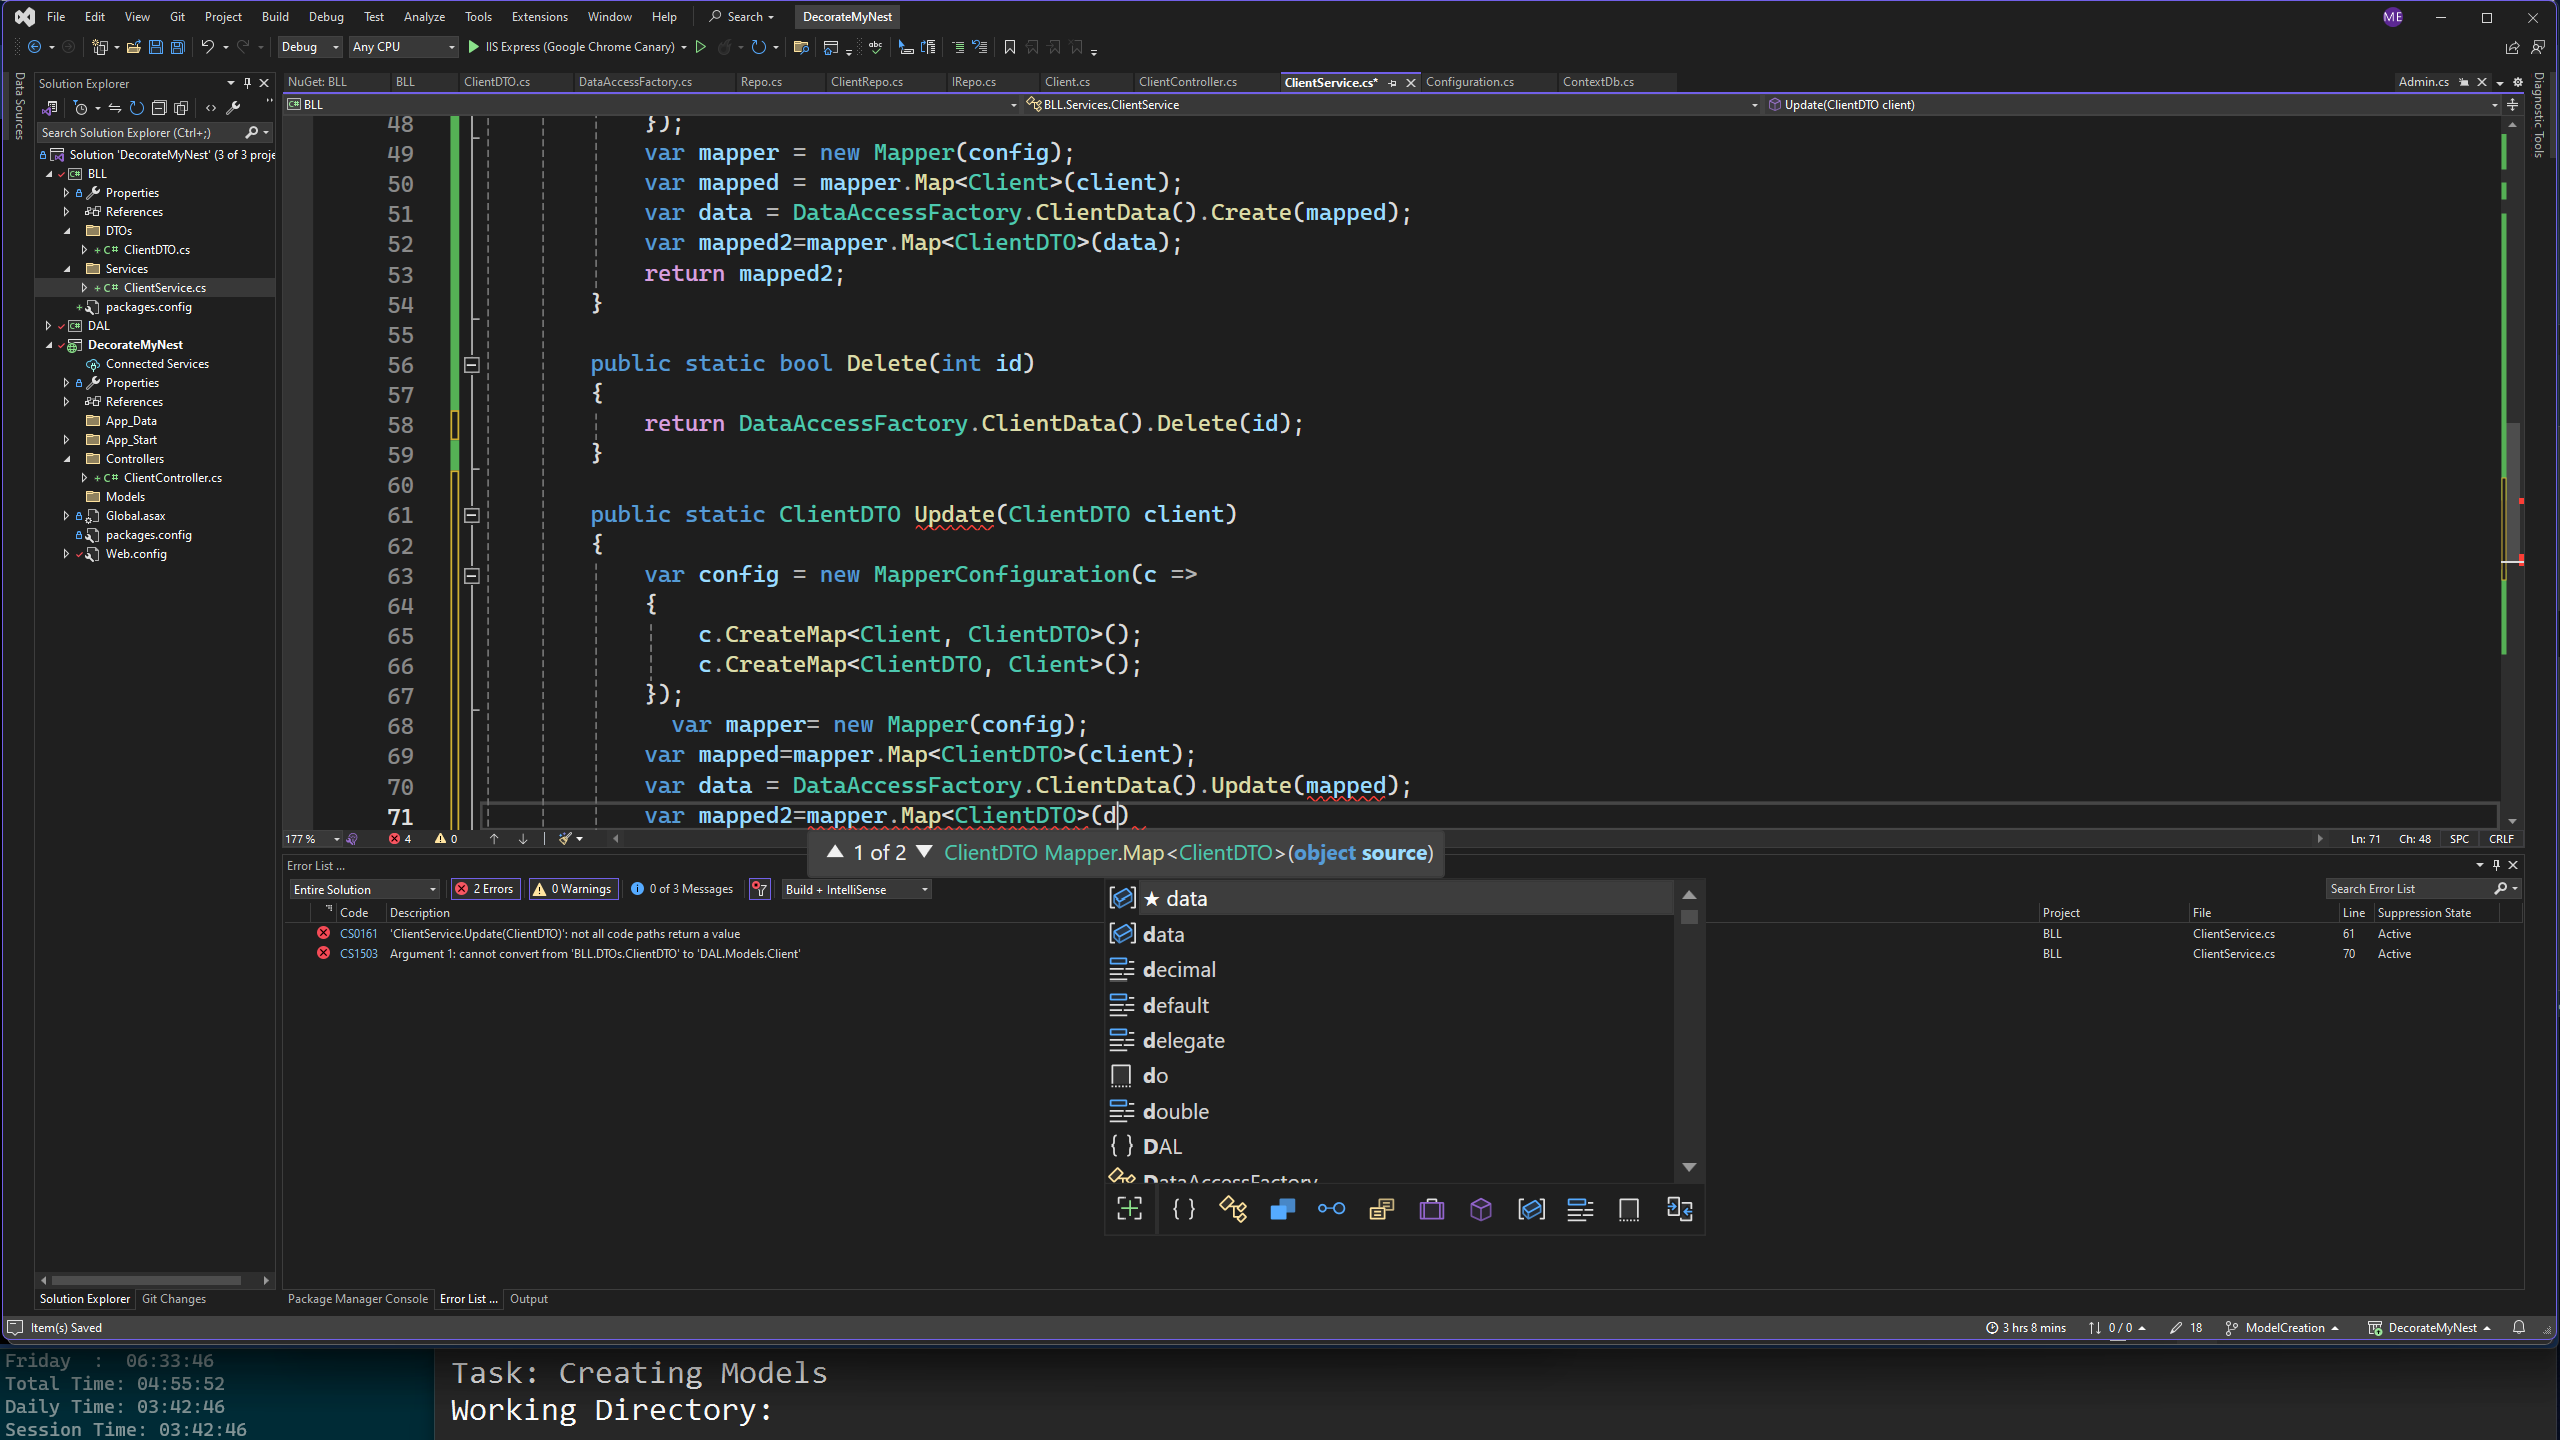 File Edit View Git Project Build Debug Test Analyze Tools Extensions Window Help Search DecorateMyNest ME
Debug Any CPU IIS Express (Google Chrome Canary)
Data Sources
Solution Explorer
Search Solution Explorer (Ctrl+;)
Solution 'DecorateMyNest' (3 of 3 proje
BLL
Properties
References
DTOs
C# ClientDTO.cs
Services
C# ClientService.cs
packages.config
DAL
DecorateMyNest
Connected Services
Properties
References
App_Data
App_Start
Controllers
C# ClientController.cs
Models
Global.asax
packages.config
Web.config
Solution Explorer Git Changes
NuGet: BLL BLL ClientDTO.cs DataAccessFactory.cs Repo.cs ClientRepo.cs IRepo.cs Client.cs ClientController.cs ClientService.cs* Configuration.cs ContextDb.cs Admin.cs
BLL BLL.Services.ClientService Update(ClientDTO client)
Diagnostic Tools
48 });
49 var mapper = new Mapper(config);
50 var mapped = mapper.Map<Client>(client);
51 var data = DataAccessFactory.ClientData().Create(mapped);
52 var mapped2=mapper.Map<ClientDTO>(data);
53 return mapped2;
54 }
55
56 public static bool Delete(int id)
57 {
58 return DataAccessFactory.ClientData().Delete(id);
59 }
60
61 public static ClientDTO Update(ClientDTO client)
62 {
63 var config = new MapperConfiguration(c =>
64 {
65 c.CreateMap<Client, ClientDTO>();
66 c.CreateMap<ClientDTO, Client>();
67 });
68 var mapper= new Mapper(config);
69 var mapped=mapper.Map<ClientDTO>(client);
70 var data = DataAccessFactory.ClientData().Update(mapped);
71 var mapped2=mapper.Map<ClientDTO>(d)
177 % 4 0 Ln: 71 Ch: 48 SPC CRLF
1 of 2 ClientDTO Mapper.Map<ClientDTO>(object source)
★ data
data
decimal
default
delegate
do
double
DAL
DataAccessFactory
Error List ...
Entire Solution 2 Errors 0 Warnings 0 of 3 Messages Build + IntelliSense Search Error List
Code Description Project File Line Suppression State
CS0161 'ClientService.Update(ClientDTO)': not all code paths return a value BLL ClientService.cs 61 Active
CS1503 Argument 1: cannot convert from 'BLL.DTOs.ClientDTO' to 'DAL.Models.Client' BLL ClientService.cs 70 Active
Package Manager Console Error List ... Output
Item(s) Saved 3 hrs 8 mins 0 / 0 18 ModelCreation DecorateMyNest
Friday : 06:33:46
Total Time: 04:55:52
Daily Time: 03:42:46
Session Time: 03:42:46
Task: Creating Models
Working Directory: